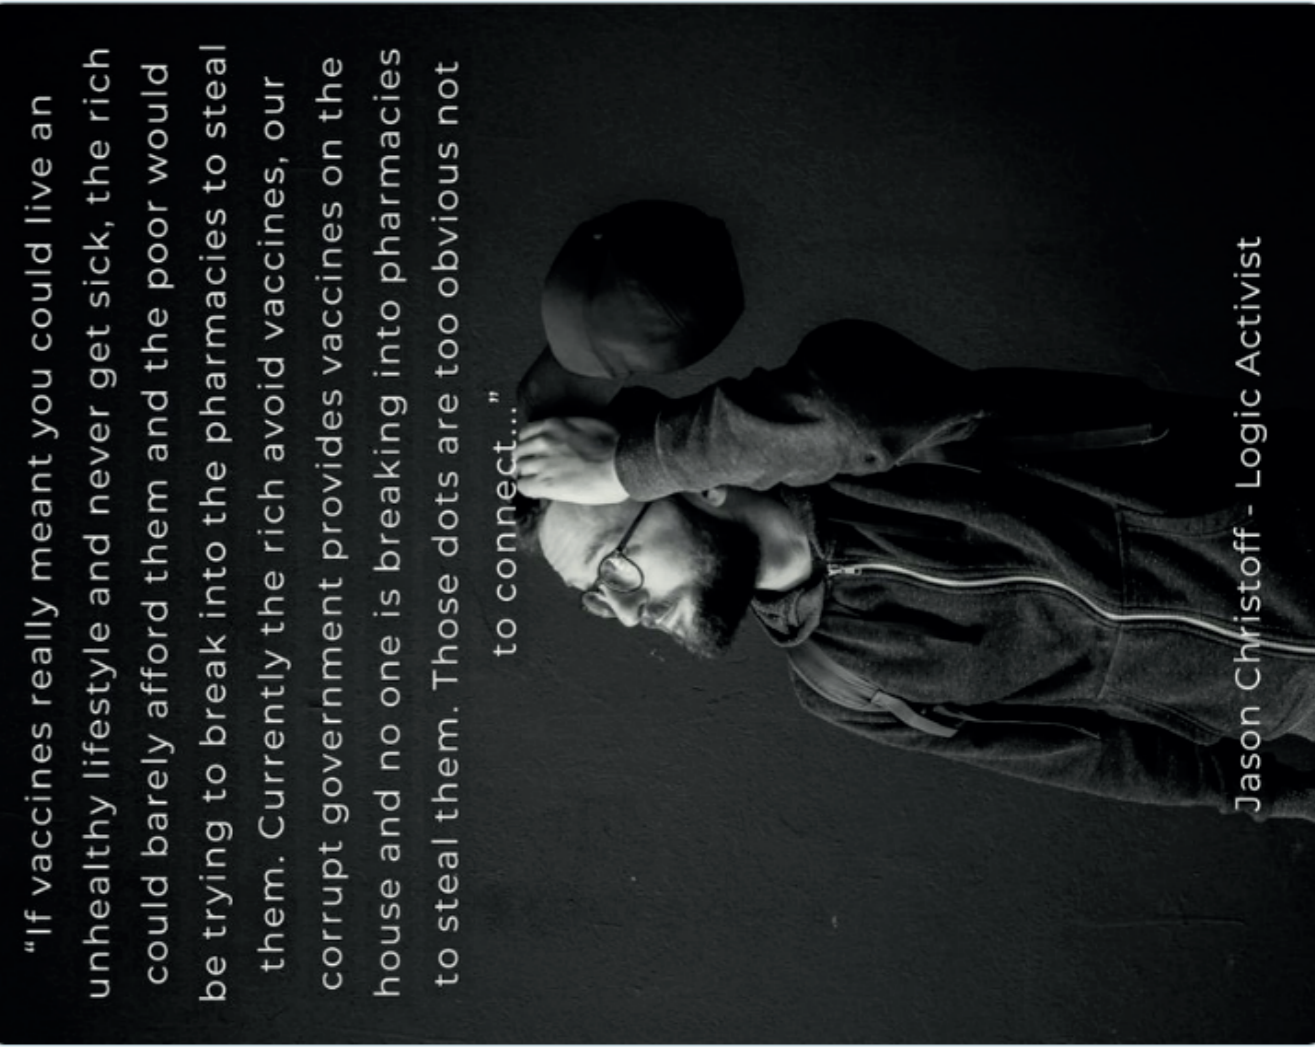 “If vaccines really meant you could live an
unhealthy lifestyle and never get sick, the rich
could barely afford them and the poor would
be trying to break into the pharmacies to steal
them. Currently the rich avoid vaccines, our
corrupt government provides vaccines on the
house and no one is breaking into pharmacies
to steal them. Those dots are too obvious not
to connect...”
Jason Christoff - Logic Activist